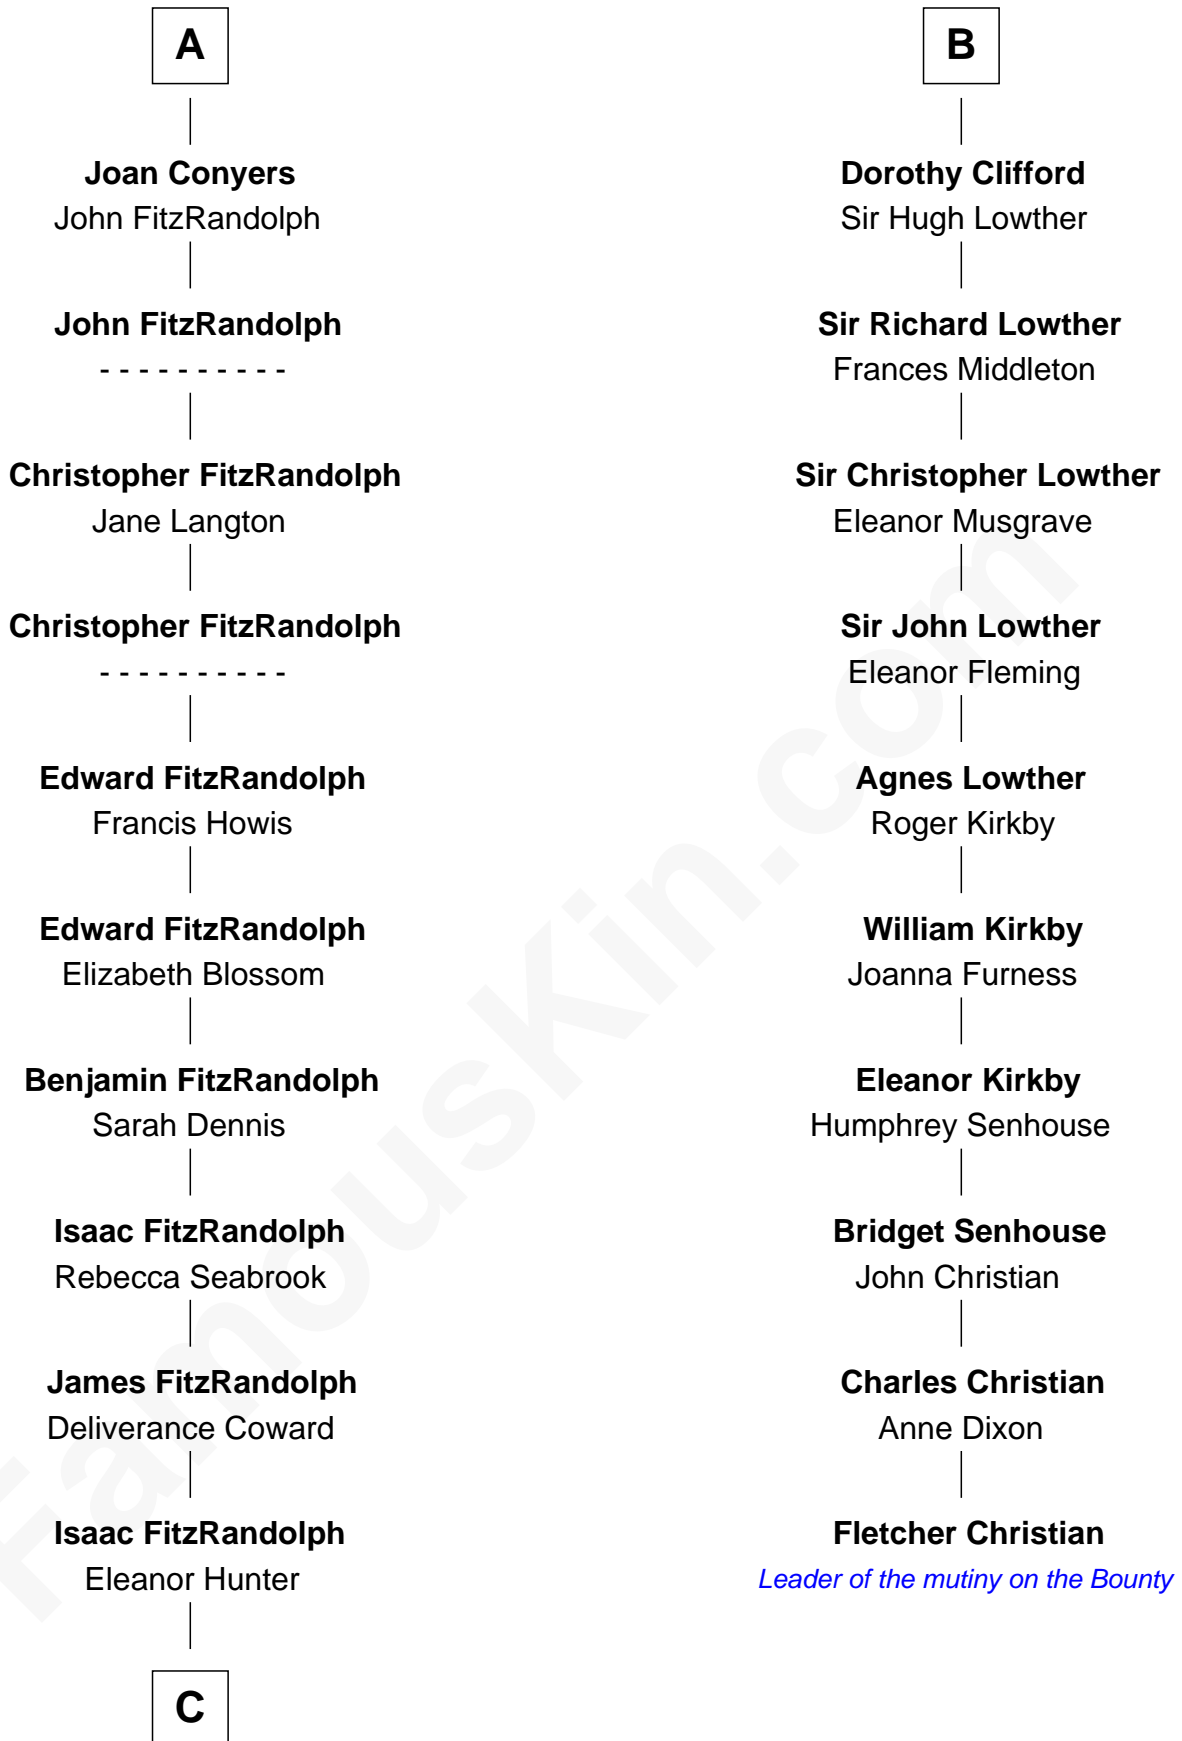 A
Joan Conyers
John FitzRandolph
John FitzRandolph
- - - - - - - - - -
Christopher FitzRandolph
Jane Langton
Christopher FitzRandolph
- - - - - - - - - -
Edward FitzRandolph
Francis Howis
Edward FitzRandolph
Elizabeth Blossom
Benjamin FitzRandolph
Sarah Dennis
Isaac FitzRandolph
Rebecca Seabrook
James FitzRandolph
Deliverance Coward
Isaac FitzRandolph
Eleanor Hunter
C
B
Dorothy Clifford
Sir Hugh Lowther
Sir Richard Lowther
Frances Middleton
Sir Christopher Lowther
Eleanor Musgrave
Sir John Lowther
Eleanor Fleming
Agnes Lowther
Roger Kirkby
William Kirkby
Joanna Furness
Eleanor Kirkby
Humphrey Senhouse
Bridget Senhouse
John Christian
Charles Christian
Anne Dixon
Fletcher Christian
Leader of the mutiny on the Bounty
FamousKin.com